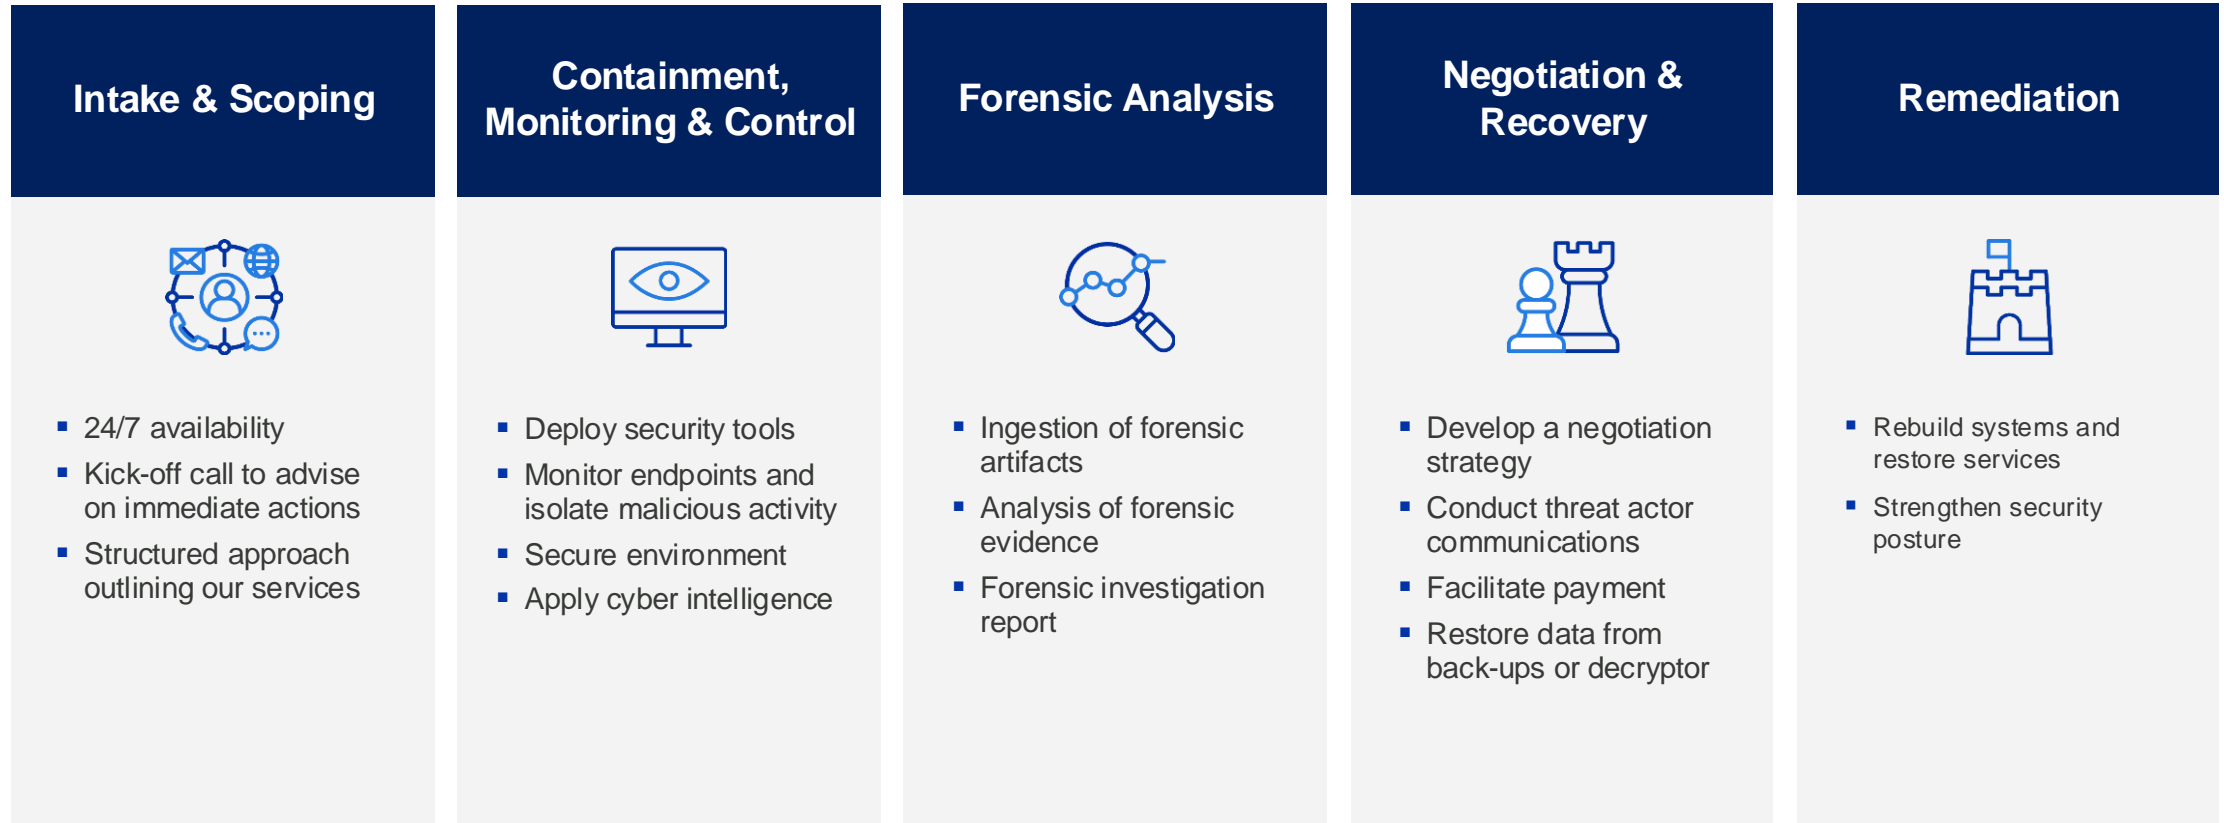 Intake & Scoping
24/7 availability
Kick-off call to advise
on immediate actions
Structured approach
outlining our services
Containment,
Monitoring & Control
Deploy security tools
Monitor endpoints and
isolate malicious activity
Secure environment
Apply cyber intelligence
Forensic Analysis
Ingestion of forensic
artifacts
Analysis of forensic
evidence
Forensic investigation
report
Negotiation &
Recovery
Develop a negotiation
strategy
Conduct threat actor
communications
Facilitate payment
Restore data from
back-ups or decryptor
Remediation
Rebuild systems and
restore services
Strengthen security
posture